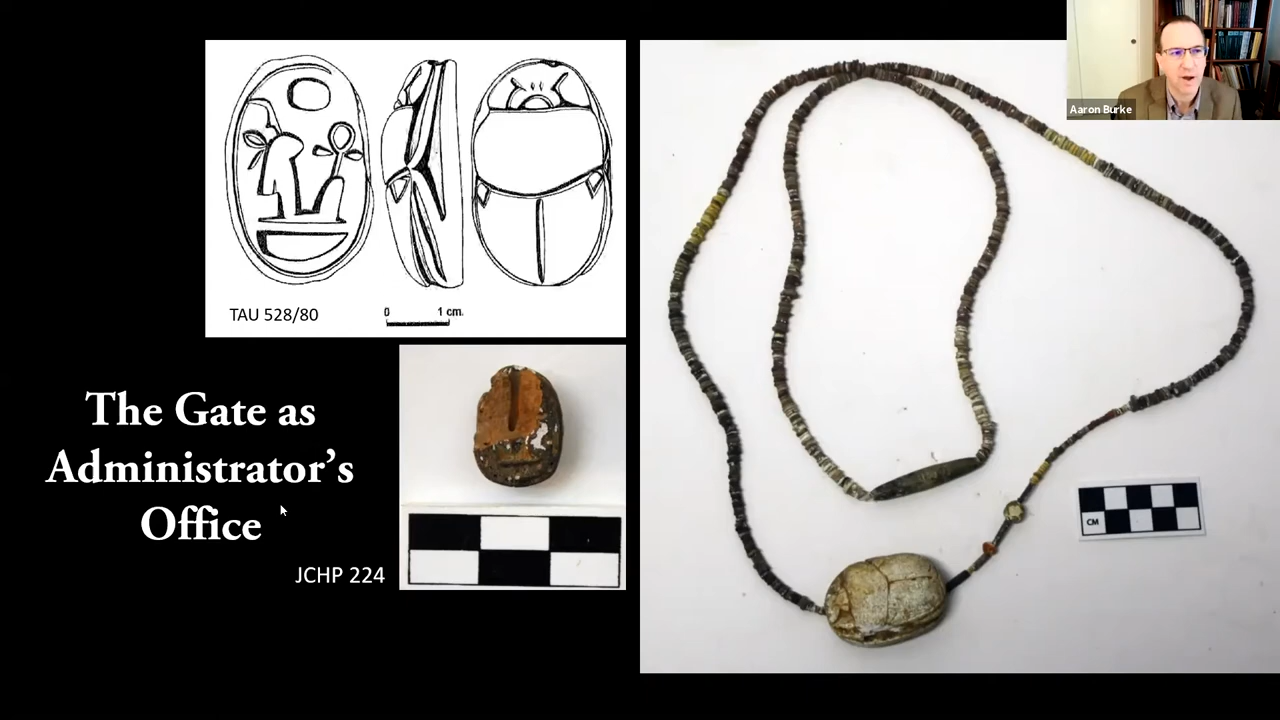 Aaron Burke
TAU 528/80
0 1 cm.
The Gate as
Administrator’s
Office
JCHP 224
CM